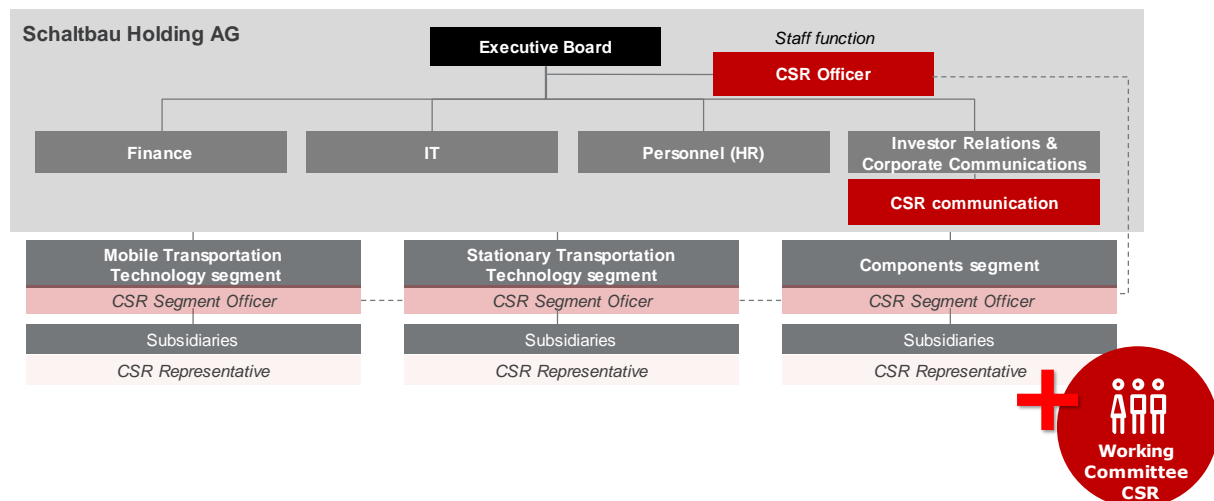 Schaltbau Holding AG
Executive Board
Staff function
CSR Officer
Finance
IT
Personnel (HR)
Investor Relations &
Corporate Communications
CSR communication
Mobile Transportation
Technology segment
CSR Segment Officer
Subsidiaries
CSR Representative
Stationary Transportation
Technology segment
CSR Segment Oficer
Subsidiaries
CSR Representative
Components segment
CSR Segment Officer
Subsidiaries
CSR Representative
Working
Committee
CSR